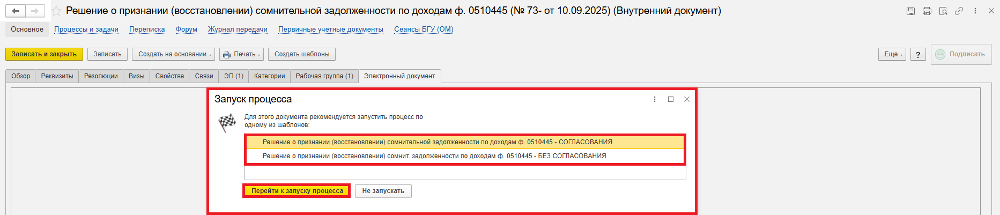 Решение о признании (восстановлении) сомнительной задолженности по доходам ф. 0510445 (№ 73- от 10.09.2025) (Внутренний документ)
Основное Процессы и задачи Переписка Форум Журнал передачи Первичные учетные документы Сеансы БГУ (ОМ)
Записать и закрыть Записать Создать на основании Печать Создать шаблоны Еще ? Подписать
Обзор Реквизиты Резолюции Визы Свойства Связи ЭП (1) Категории Рабочая группа (1) Электронный документ
Запуск процесса
Для этого документа рекомендуется запустить процесс по
одному из шаблонов:
Решение о признании (восстановлении) сомнительной задолженности по доходам ф. 0510445 - СОГЛАСОВАНИЯ
Решение о признании (восстановлении) сомнит. задолженности по доходам ф. 0510445 - БЕЗ СОГЛАСОВАНИЯ
Перейти к запуску процесса Не запускать